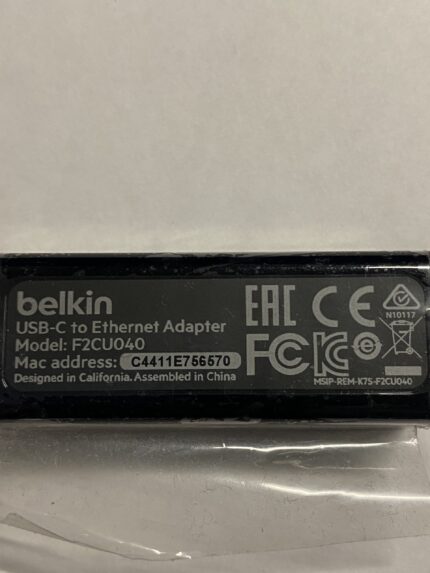 belkin
USB-C to Ethernet Adapter
Model: F2CU040
Mac address: C4411E756570
Designed in California. Assembled in China
EAC CE
N10117
FC
MSIP-REM-K7S-F2CU040